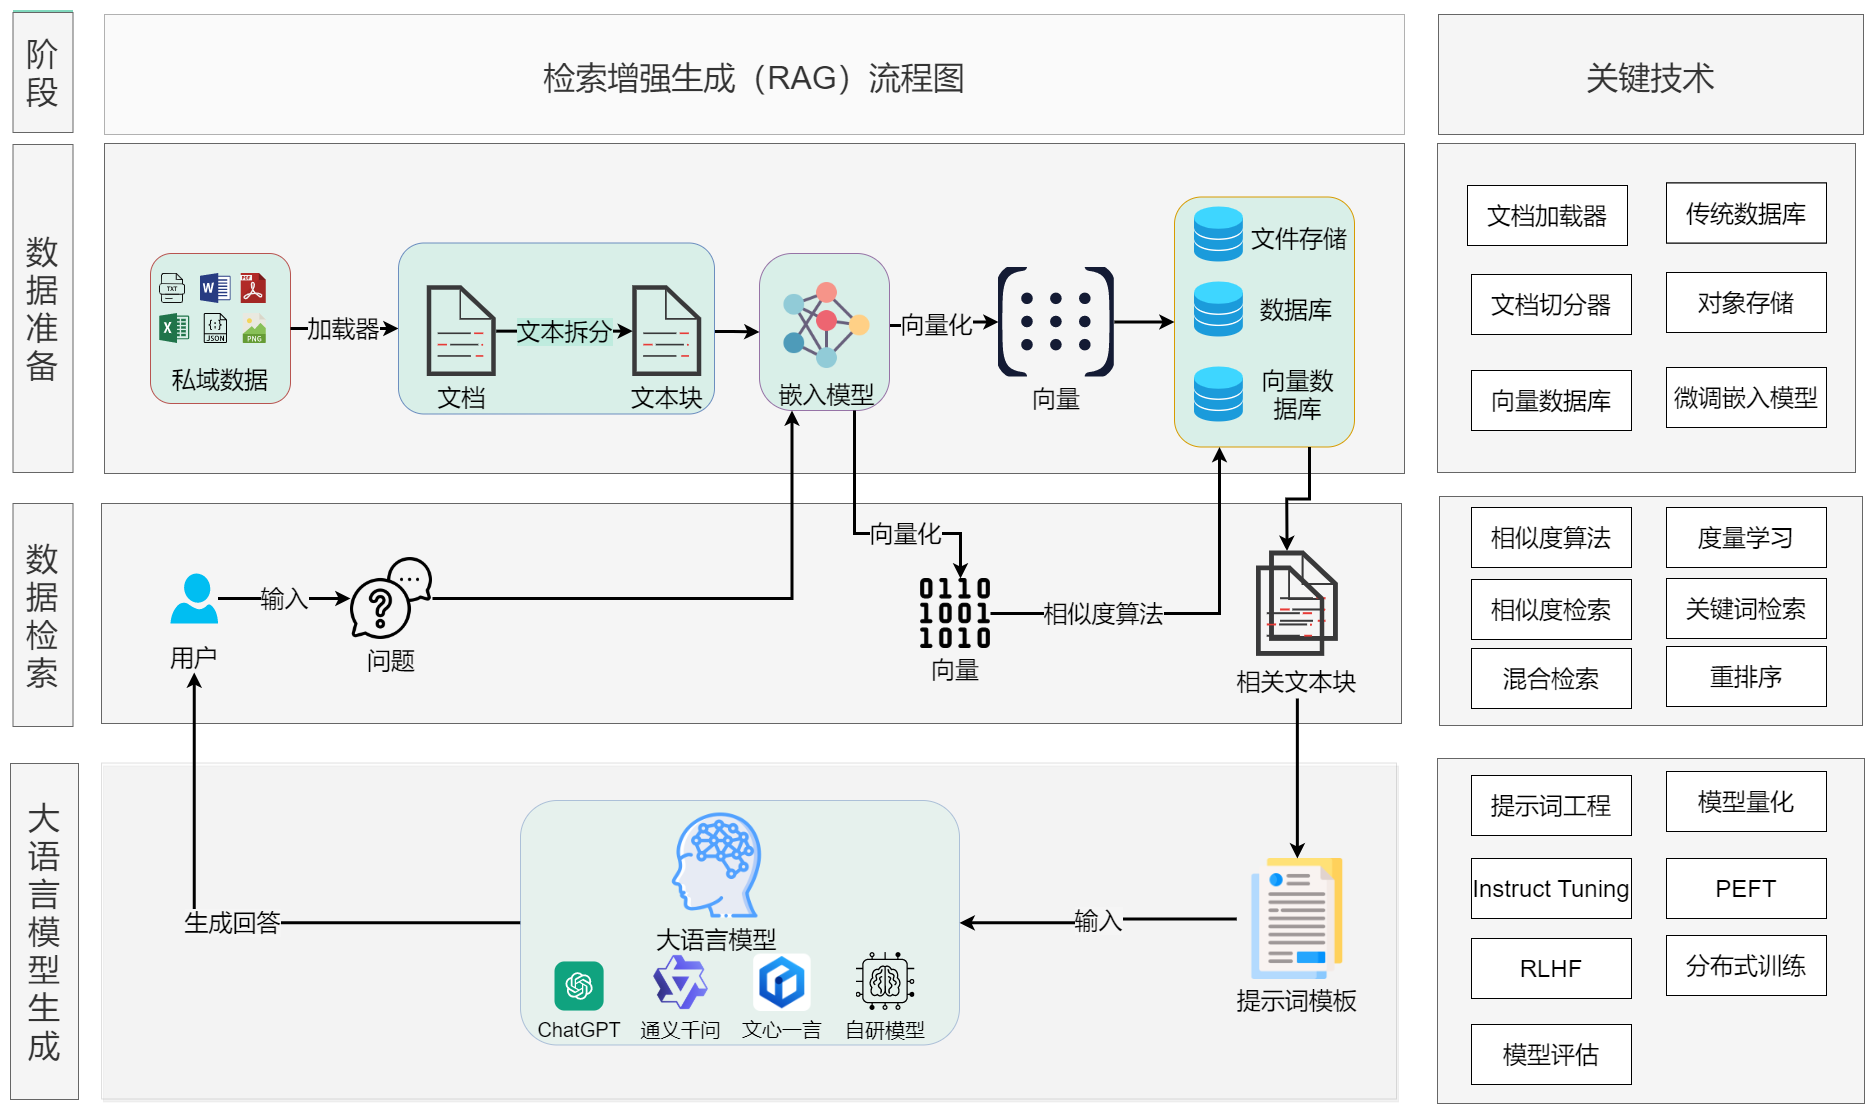 阶段
检索增强生成（RAG）流程图
关键技术
数据准备
TXT
W
PDF
X
{;}
JSON
PNG
私域数据
加载器
文档
文本拆分
文本块
嵌入模型
向量化
向量
文件存储
数据库
向量数
据库
文档加载器
传统数据库
文档切分器
对象存储
向量数据库
微调嵌入模型
数据检索
用户
输入
?
问题
向量化
0110
1001
1010
向量
相似度算法
相关文本块
相似度算法
度量学习
相似度检索
关键词检索
混合检索
重排序
大语言模型生成
生成回答
大语言模型
ChatGPT
通义千问
文心一言
自研模型
输入
提示词模板
提示词工程
模型量化
Instruct Tuning
PEFT
RLHF
分布式训练
模型评估